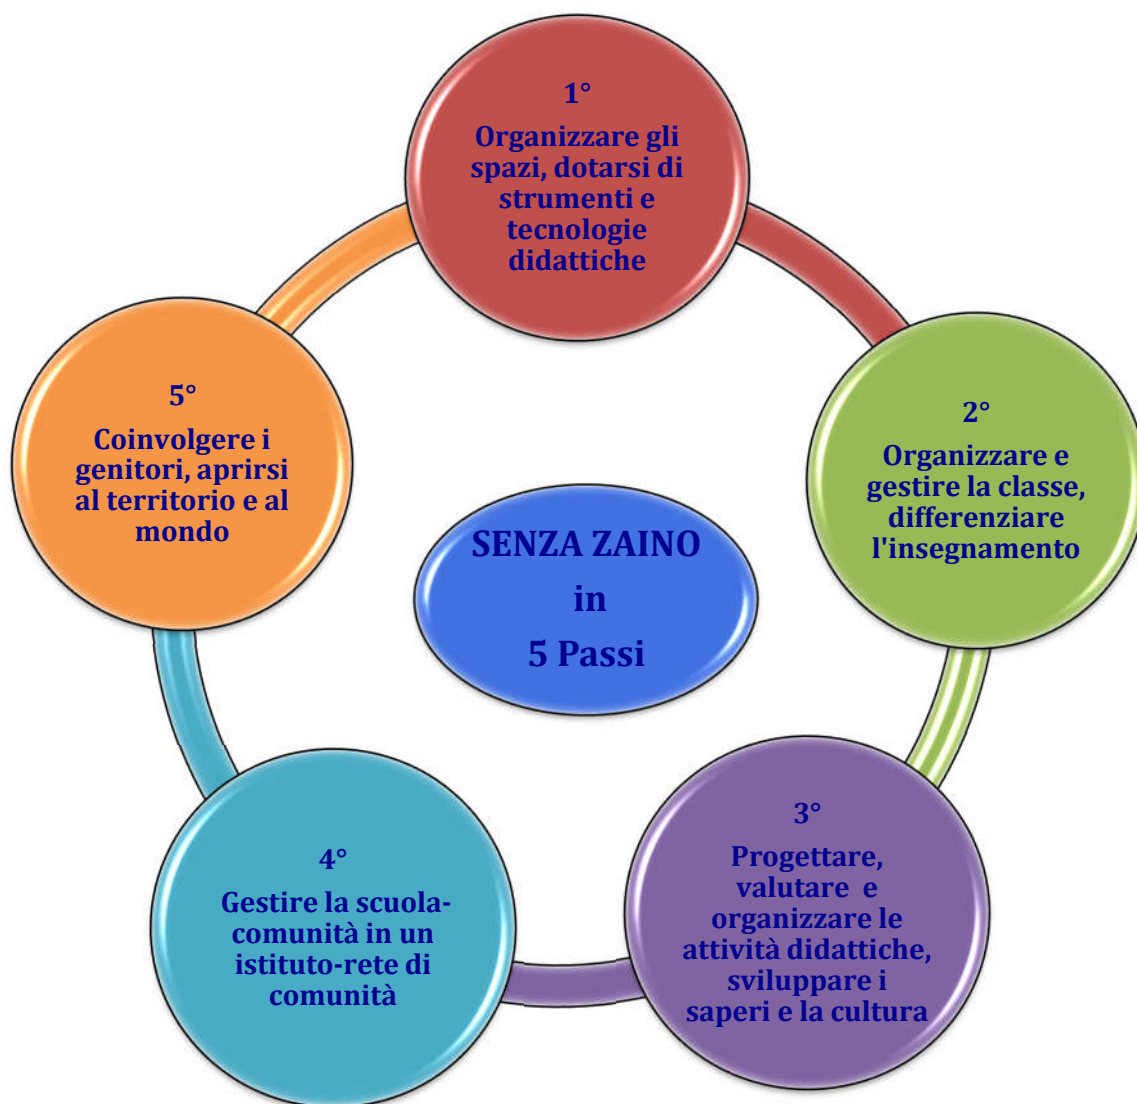 1°
Organizzare gli
spazi, dotarsi di
strumenti e
tecnologie
didattiche
2°
Organizzare e
gestire la classe,
differenziare
l'insegnamento
3°
Progettare,
valutare e
organizzare le
attività didattiche,
sviluppare i
saperi e la cultura
4°
Gestire la scuola-
comunità in un
istituto-rete di
comunità
5°
Coinvolgere i
genitori, aprirsi
al territorio e al
mondo
SENZA ZAINO
in
5 Passi